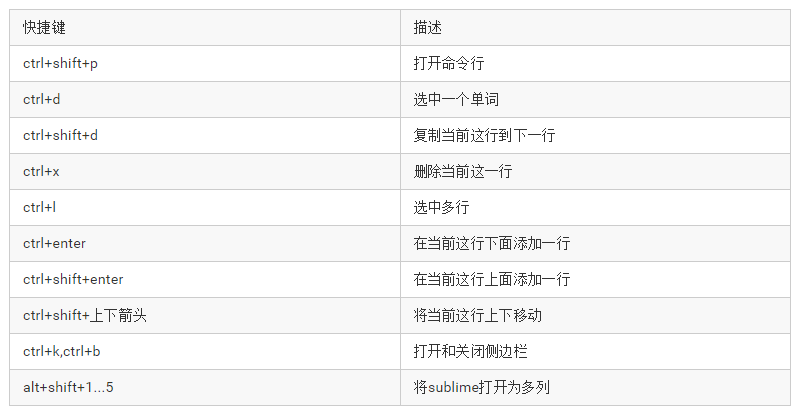 快捷键 描述
ctrl+shift+p 打开命令行
ctrl+d 选中一个单词
ctrl+shift+d 复制当前这行到下一行
ctrl+x 删除当前这一行
ctrl+l 选中多行
ctrl+enter 在当前这行下面添加一行
ctrl+shift+enter 在当前这行上面添加一行
ctrl+shift+上下箭头 将当前这行上下移动
ctrl+k,ctrl+b 打开和关闭侧边栏
alt+shift+1...5 将sublime打开为多列